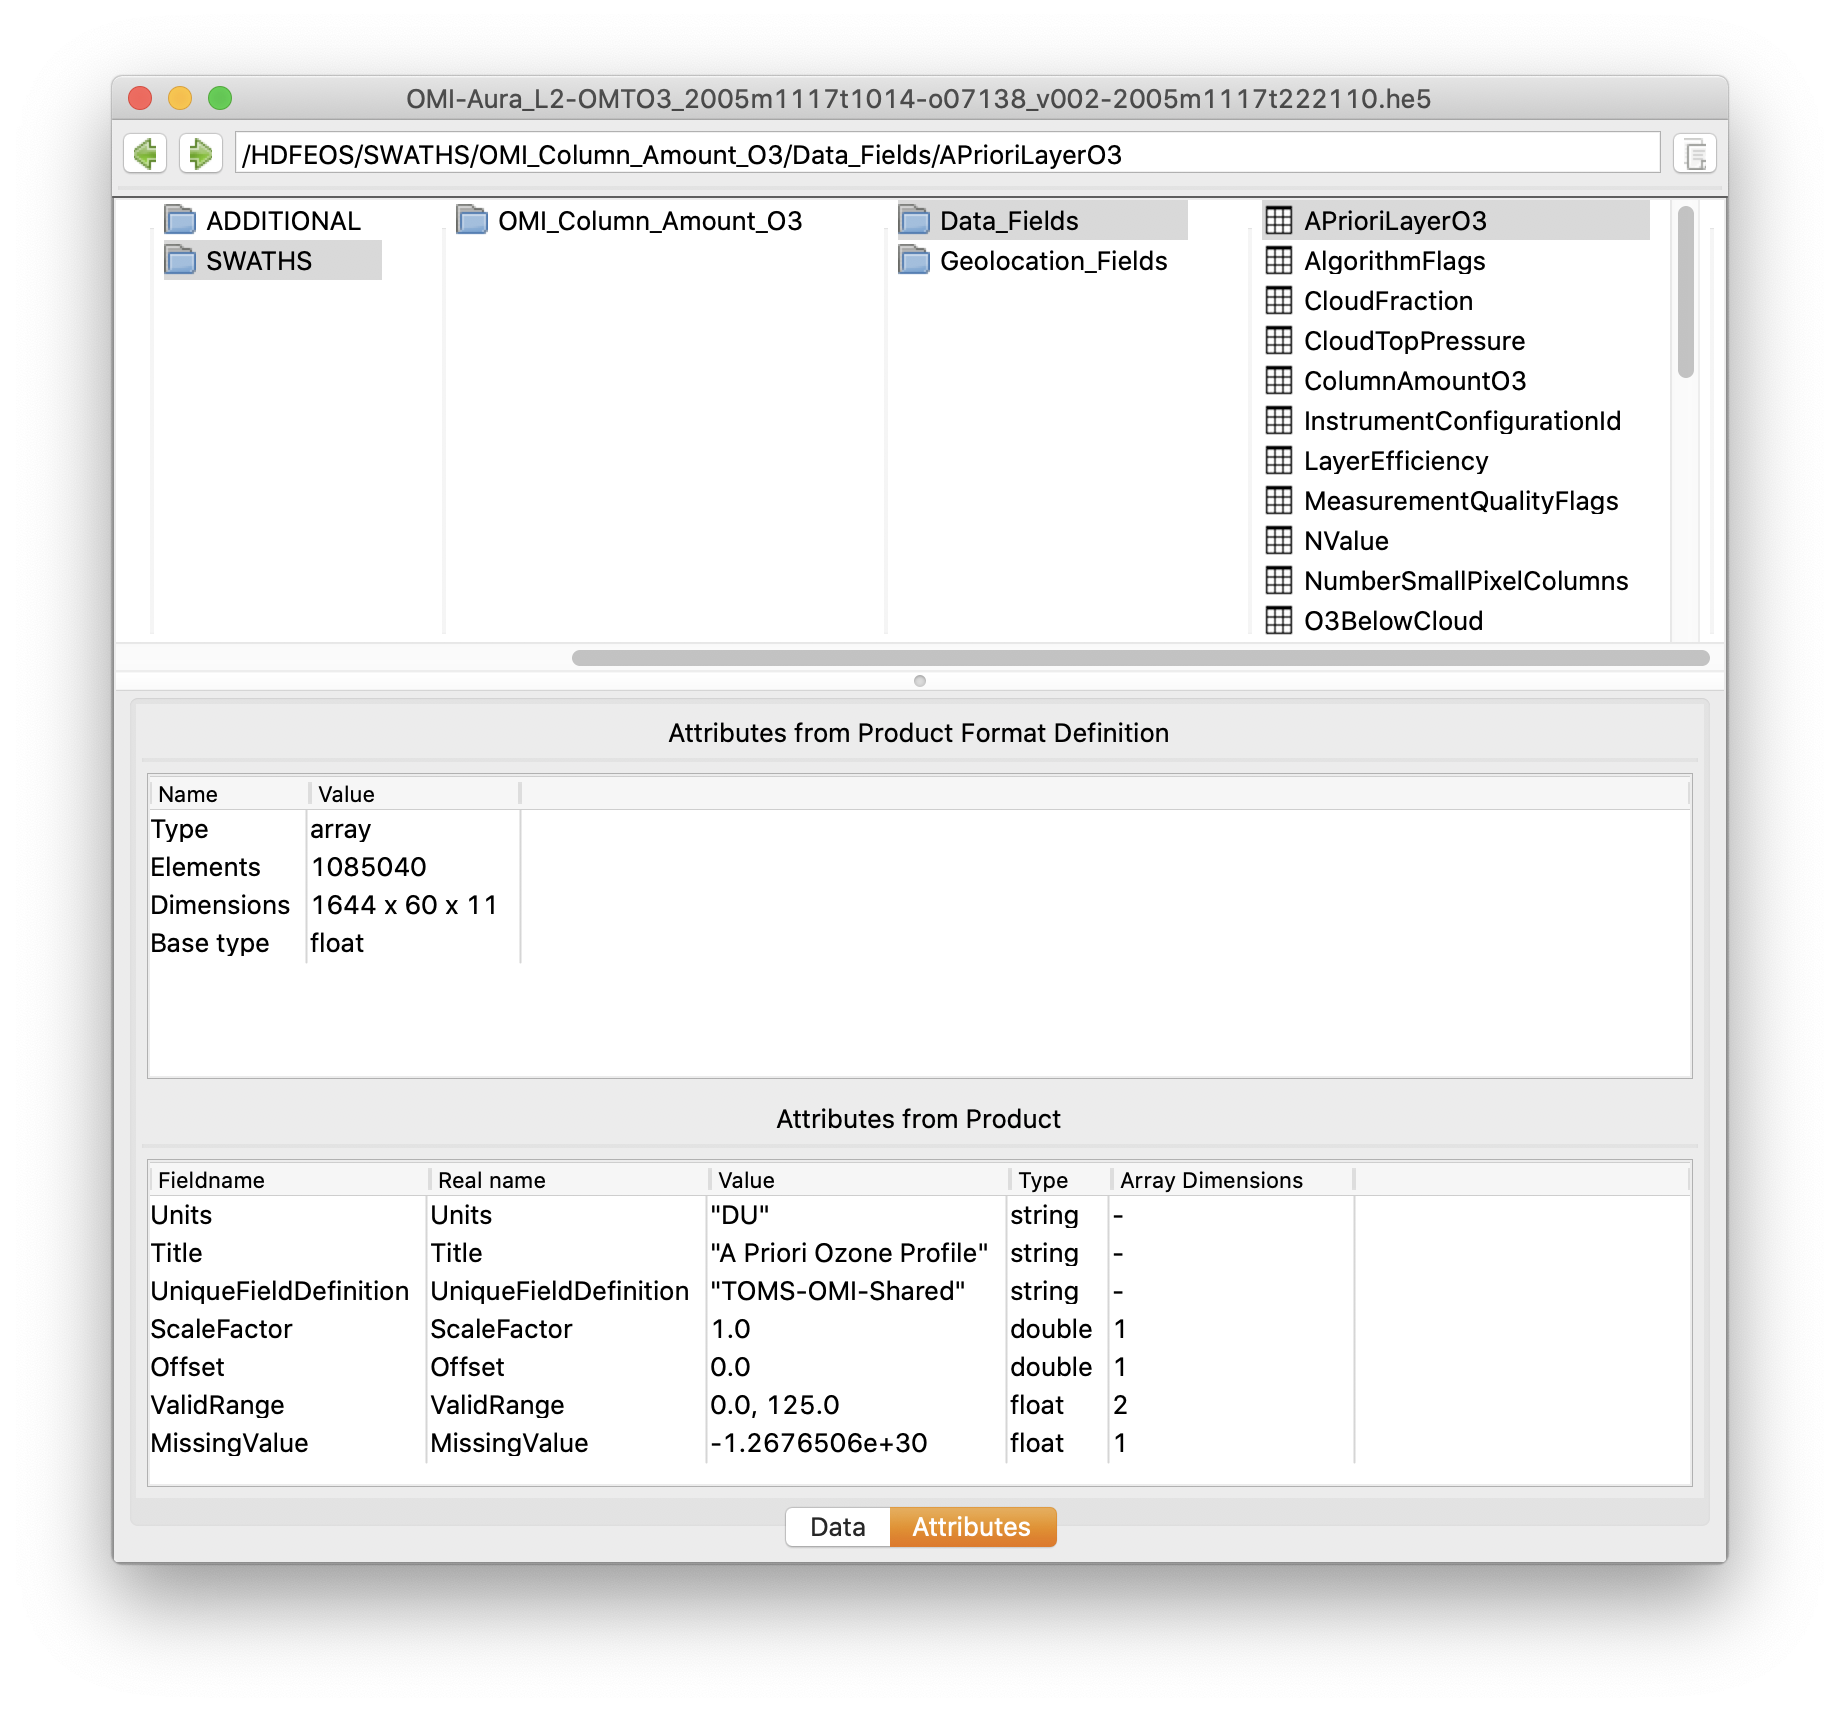 OMI-Aura_L2-OMTO3_2005m1117t1014-o07138_v002-2005m1117t222110.he5
/HDFEOS/SWATHS/OMI_Column_Amount_O3/Data_Fields/APrioriLayerO3
ADDITIONAL
SWATHS
OMI_Column_Amount_O3
Data_Fields
Geolocation_Fields
APrioriLayerO3
AlgorithmFlags
CloudFraction
CloudTopPressure
ColumnAmountO3
InstrumentConfigurationId
LayerEfficiency
MeasurementQualityFlags
NValue
NumberSmallPixelColumns
O3BelowCloud
Attributes from Product Format Definition
Name Value
Type array
Elements 1085040
Dimensions 1644 x 60 x 11
Base type float
Attributes from Product
Fieldname Real name Value Type Array Dimensions
Units Units "DU" string -
Title Title "A Priori Ozone Profile" string -
UniqueFieldDefinition UniqueFieldDefinition "TOMS-OMI-Shared" string -
ScaleFactor ScaleFactor 1.0 double 1
Offset Offset 0.0 double 1
ValidRange ValidRange 0.0, 125.0 float 2
MissingValue MissingValue -1.2676506e+30 float 1
Data Attributes